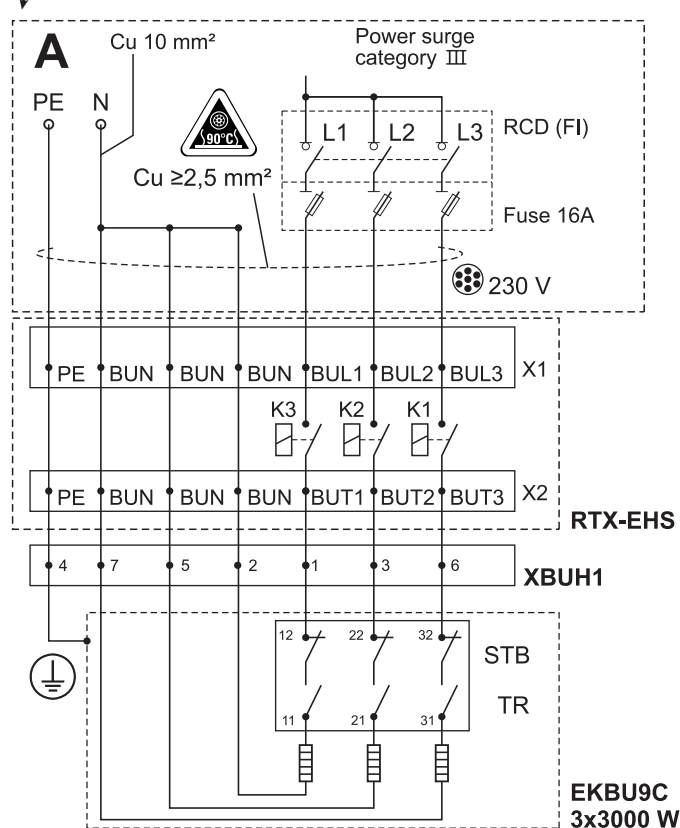 A
Cu 10 mm²
Power surge
category III
PE
N
90°C
L1
L2
L3
RCD (FI)
Cu ≥2,5 mm²
Fuse 16A
230 V
PE
BUN
BUN
BUN
BUL1
BUL2
BUL3
X1
K3
K2
K1
PE
BUN
BUN
BUN
BUT1
BUT2
BUT3
X2
RTX-EHS
4
7
5
2
1
3
6
XBUH1
12
22
32
STB
TR
11
21
31
EKBU9C
3x3000 W